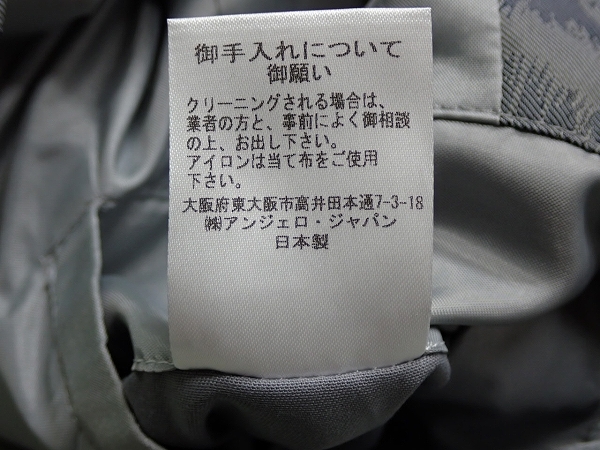 御手入れについて
御願い
クリーニングされる場合は、
業者の方と、事前によく御相談
の上、お出し下さい。
アイロンは当て布をご使用
下さい。
大阪府東大阪市高井田本通7-3-18
㈱アンジェロ・ジャパン
日本製